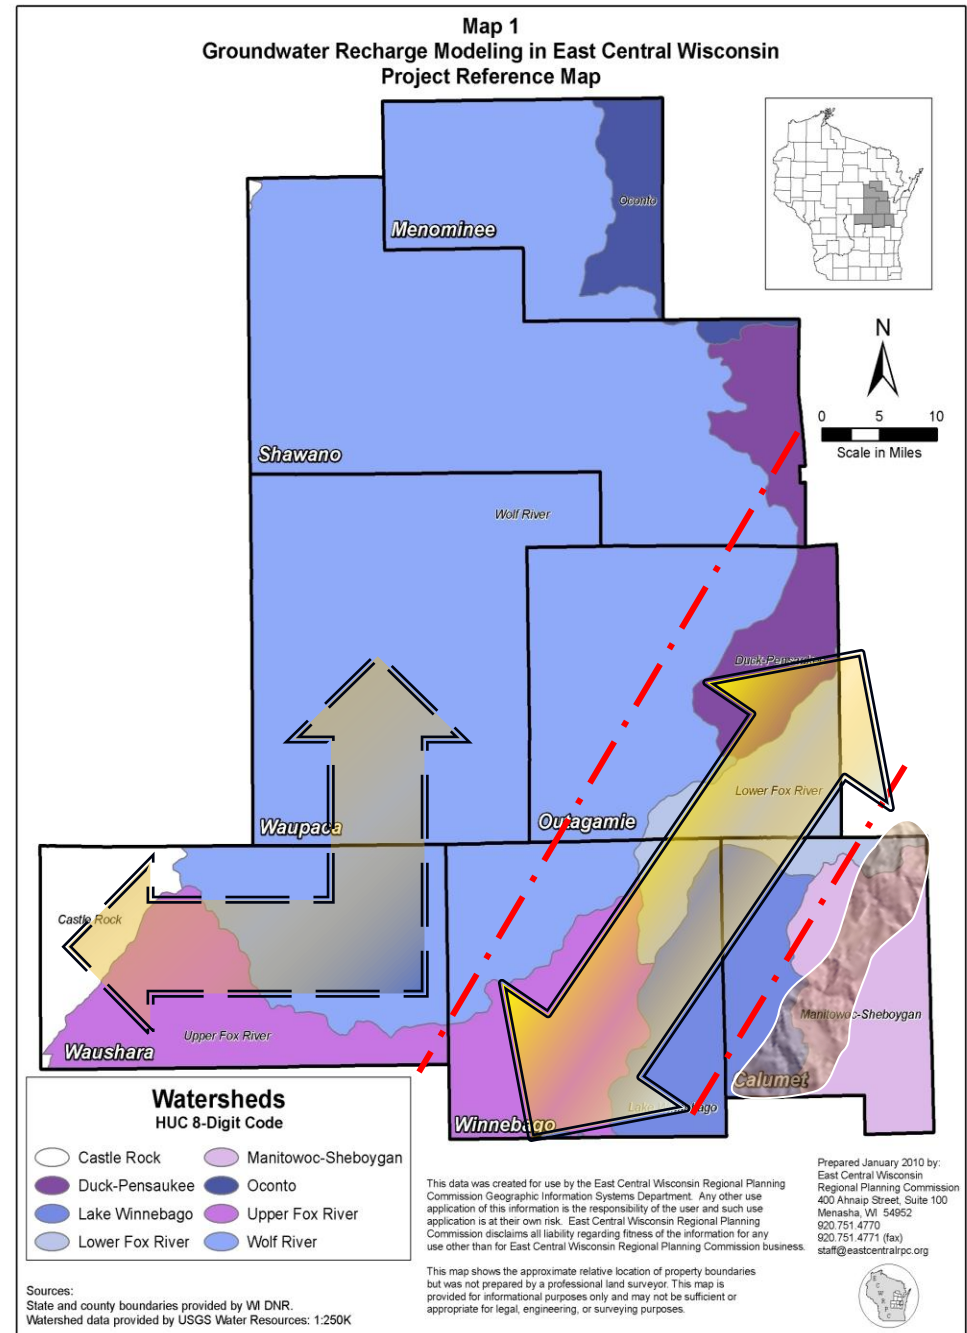 Map 1
Groundwater Recharge Modeling in East Central Wisconsin
Project Reference Map
Oconto
Menominee
N
0 5 10
Scale in Miles
Shawano
Wolf River
Duck-Pensaukee
Lower Fox River
Waupaca
Outagamie
Castle Rock
Manitowoc-Sheboygan
Upper Fox River
Waushara
Calumet
Lake Winnebago
Winnebago
Watersheds
HUC 8-Digit Code
Castle Rock
Manitowoc-Sheboygan
Duck-Pensaukee
Oconto
Lake Winnebago
Upper Fox River
Lower Fox River
Wolf River
Sources:
State and county boundaries provided by WI DNR.
Watershed data provided by USGS Water Resources: 1:250K
This data was created for use by the East Central Wisconsin Regional Planning
Commission Geographic Information Systems Department. Any other use
application of this information is the responsibility of the user and such use
application is at their own risk. East Central Wisconsin Regional Planning
Commission disclaims all liability regarding fitness of the information for any
use other than for East Central Wisconsin Regional Planning Commission business.
This map shows the approximate relative location of property boundaries
but was not prepared by a professional land surveyor. This map is
provided for informational purposes only and may not be sufficient or
appropriate for legal, engineering, or surveying purposes.
Prepared January 2010 by:
East Central Wisconsin
Regional Planning Commission
400 Ahnaip Street, Suite 100
Menasha, WI 54952
920.751.4770
920.751.4771 (fax)
staff@eastcentralrpc.org
E C W R P C